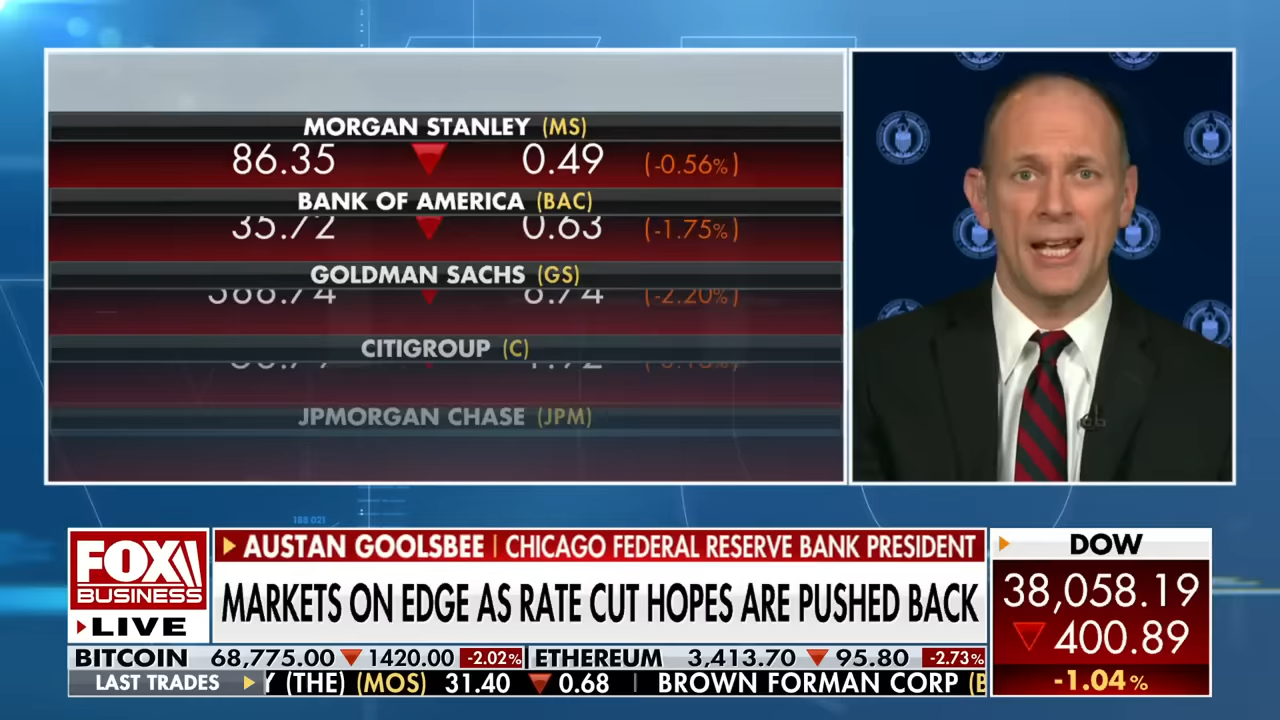 MORGAN STANLEY (MS)
86.35 ▼ 0.49 (-0.56%)
BANK OF AMERICA (BAC)
35.72 ▼ 0.63 (-1.75%)
GOLDMAN SACHS (GS)
(-2.20%)
CITIGROUP (C)
JPMORGAN CHASE (JPM)
188 021
FOX BUSINESS
LIVE
AUSTAN GOOLSBEE | CHICAGO FEDERAL RESERVE BANK PRESIDENT
MARKETS ON EDGE AS RATE CUT HOPES ARE PUSHED BACK
DOW
38,058.19
▼ 400.89
-1.04%
BITCOIN 68,775.00 ▼ 1420.00 -2.02% ETHEREUM 3,413.70 ▼ 95.80 -2.73%
LAST TRADES Y (THE) (MOS) 31.40 ▼ 0.68 | BROWN FORMAN CORP (B